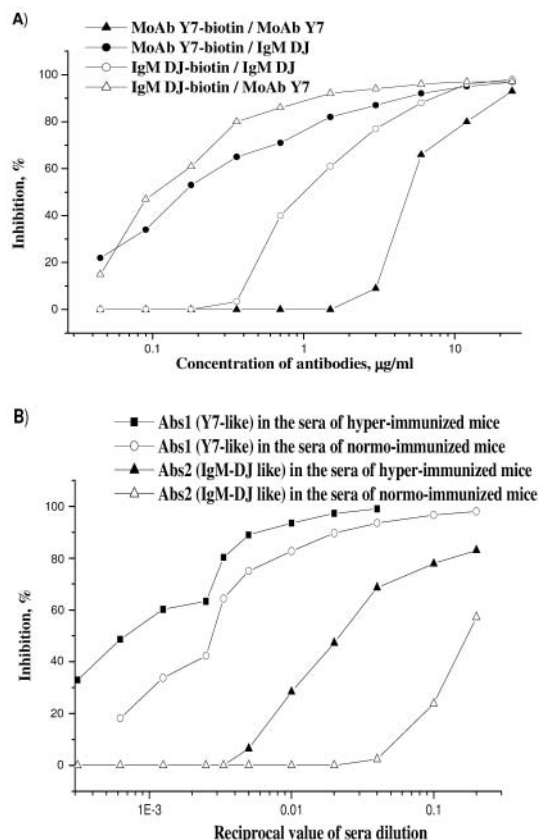 A)
MoAb Y7-biotin / MoAb Y7
MoAb Y7-biotin / IgM DJ
IgM DJ-biotin / IgM DJ
IgM DJ-biotin / MoAb Y7
100
80
60
40
20
0
Inhibition, %
0.1
1
10
Concentration of antibodies, µg/ml
B)
Abs1 (Y7-like) in the sera of hyper-immunized mice
Abs1 (Y7-like) in the sera of normo-immunized mice
Abs2 (IgM-DJ like) in the sera of hyper-immunized mice
Abs2 (IgM-DJ like) in the sera of normo-immunized mice
100
80
60
40
20
0
Inhibition, %
1E-3
0.01
0.1
Reciprocal value of sera dilution